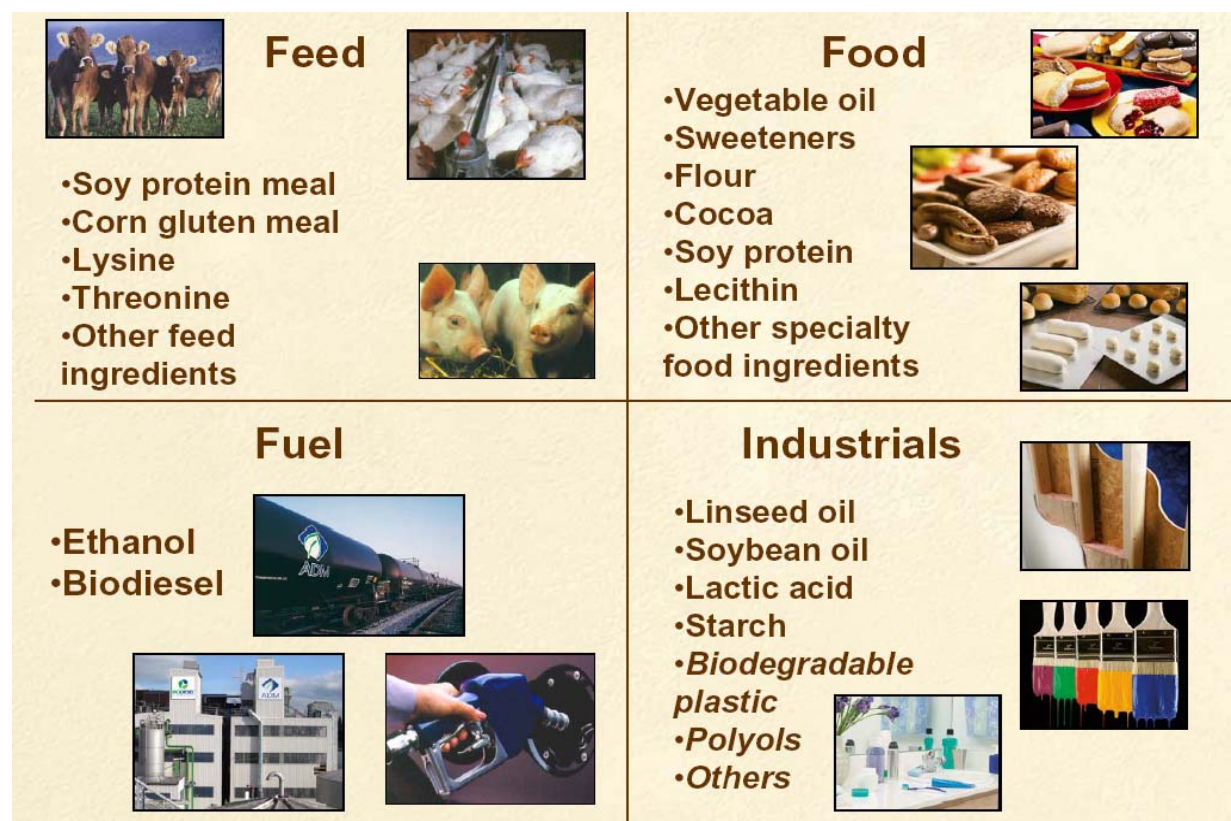 Feed
•Soy protein meal
•Corn gluten meal
•Lysine
•Threonine
•Other feed
ingredients
Food
•Vegetable oil
•Sweeteners
•Flour
•Cocoa
•Soy protein
•Lecithin
•Other specialty
food ingredients
Fuel
•Ethanol
•Biodiesel
ADM
ADM
Industrials
•Linseed oil
•Soybean oil
•Lactic acid
•Starch
•Biodegradable
plastic
•Polyols
•Others